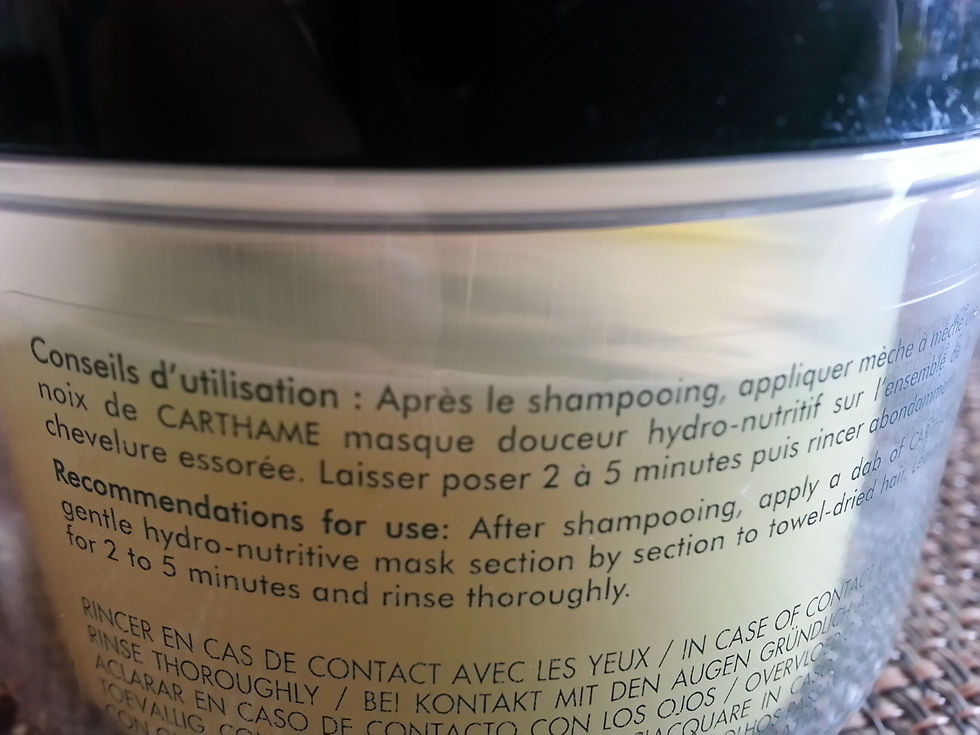 Conseils d'utilisation : Après le shampooing, appliquer mèche à mèche
noix de CARTHAME masque douceur hydro-nutritif sur l'ensemble de
chevelure essorée. Laisser poser 2 à 5 minutes puis rincer
Recommendations for use: After shampooing, apply a dab of
gentle hydro-nutritive mask section by section to towel-dried hair.
for 2 to 5 minutes and rinse thoroughly.
RINCER EN CAS DE CONTACT AVEC LES YEUX / IN CASE OF
RINSE THOROUGHLY / BEI KONTAKT MIT DEN AUGEN
ACLARAR EN CASO DE CONTACTO CON LOS OJOS /
TOEVALLIG